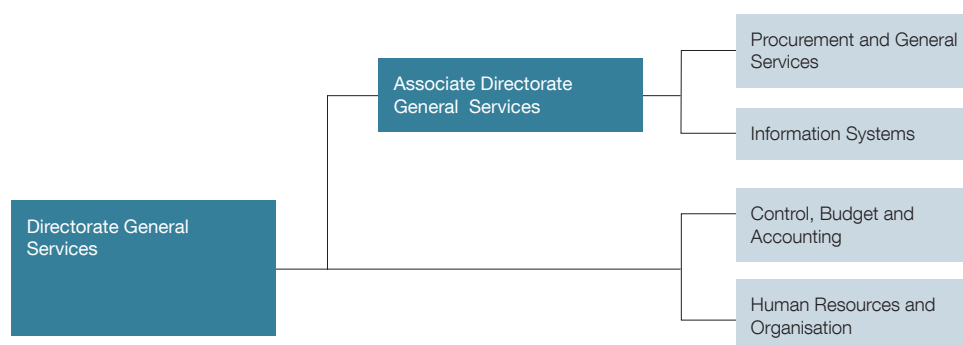 Procurement and General
Services
Associate Directorate
General Services
Information Systems
Directorate General
Services
Control, Budget and
Accounting
Human Resources and
Organisation